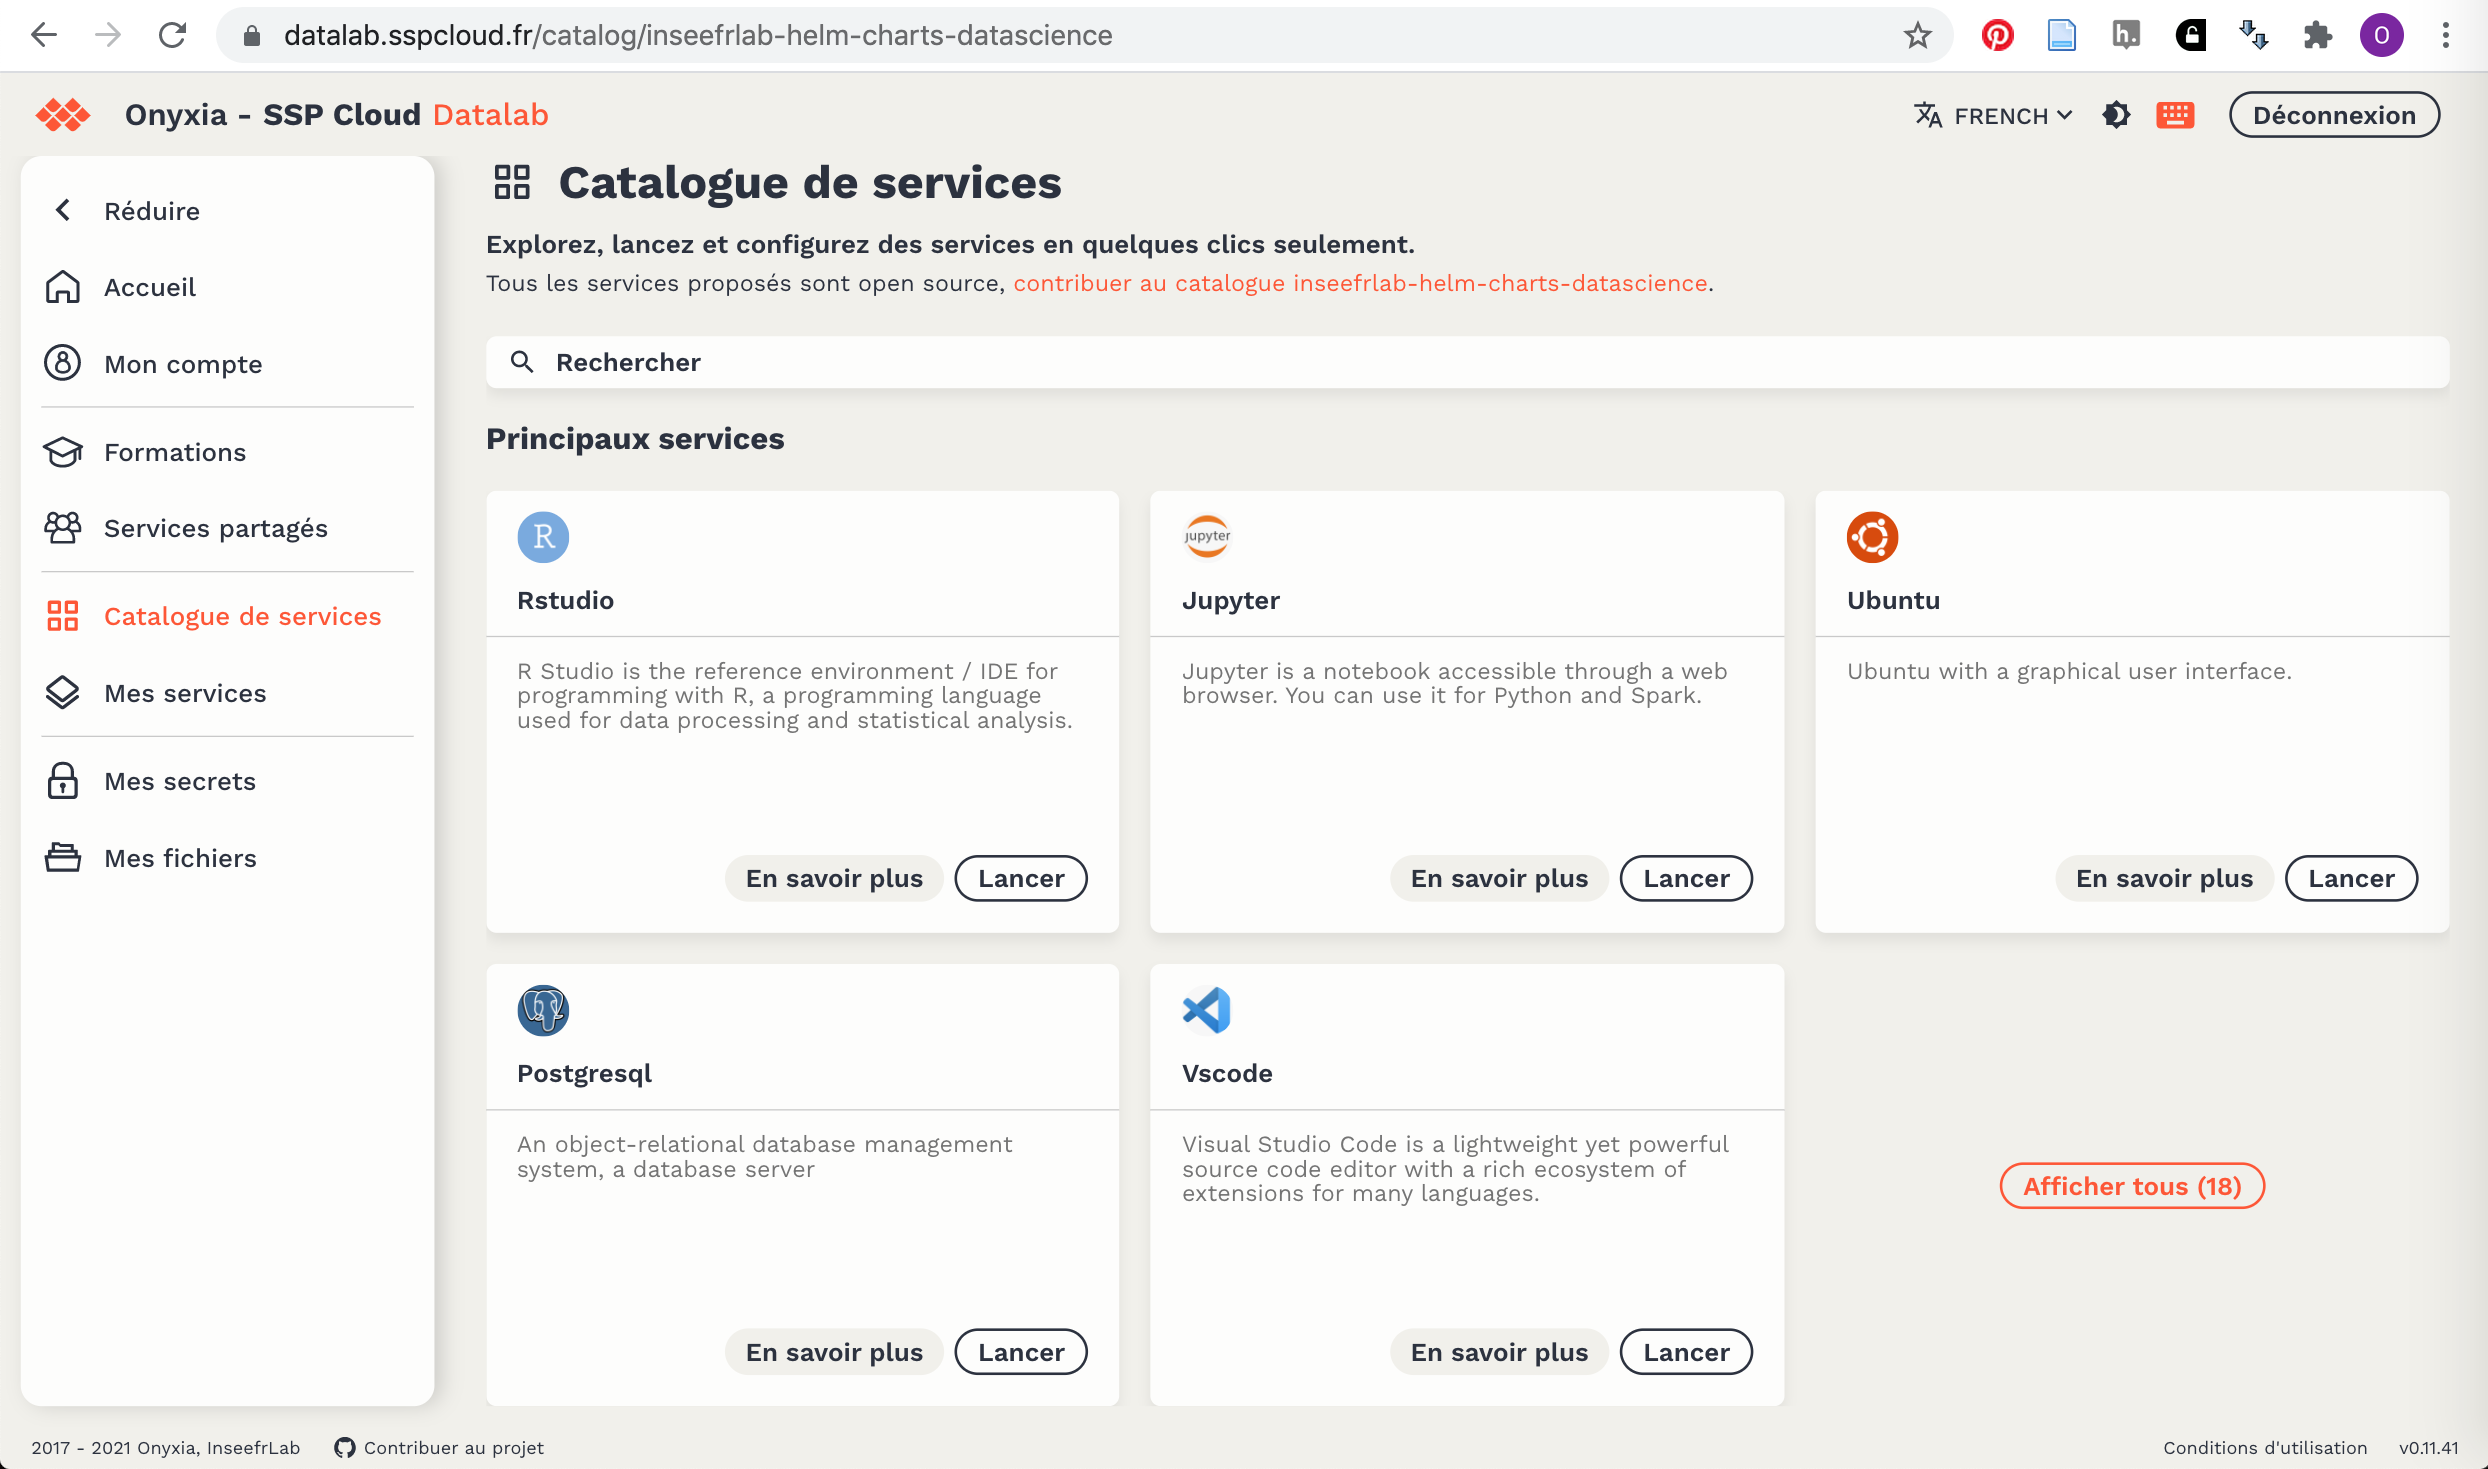 datalab.sspcloud.fr/catalog/inseefrlab-helm-charts-datascience
h.
O
Onyxia - SSP Cloud Datalab
FRENCH
Déconnexion
Réduire
Accueil
Mon compte
Formations
Services partagés
Catalogue de services
Mes services
Mes secrets
Mes fichiers
Catalogue de services
Explorez, lancez et configurez des services en quelques clics seulement.
Tous les services proposés sont open source, contribuer au catalogue inseefrlab-helm-charts-datascience.
Rechercher
Principaux services
R
Rstudio
R Studio is the reference environment / IDE for
programming with R, a programming language
used for data processing and statistical analysis.
En savoir plus
Lancer
jupyter
Jupyter
Jupyter is a notebook accessible through a web
browser. You can use it for Python and Spark.
En savoir plus
Lancer
Ubuntu
Ubuntu with a graphical user interface.
En savoir plus
Lancer
Postgresql
An object-relational database management
system, a database server
En savoir plus
Lancer
Vscode
Visual Studio Code is a lightweight yet powerful
source code editor with a rich ecosystem of
extensions for many languages.
En savoir plus
Lancer
Afficher tous (18)
2017 - 2021 Onyxia, InseefrLab
Contribuer au projet
Conditions d'utilisation
v0.11.41